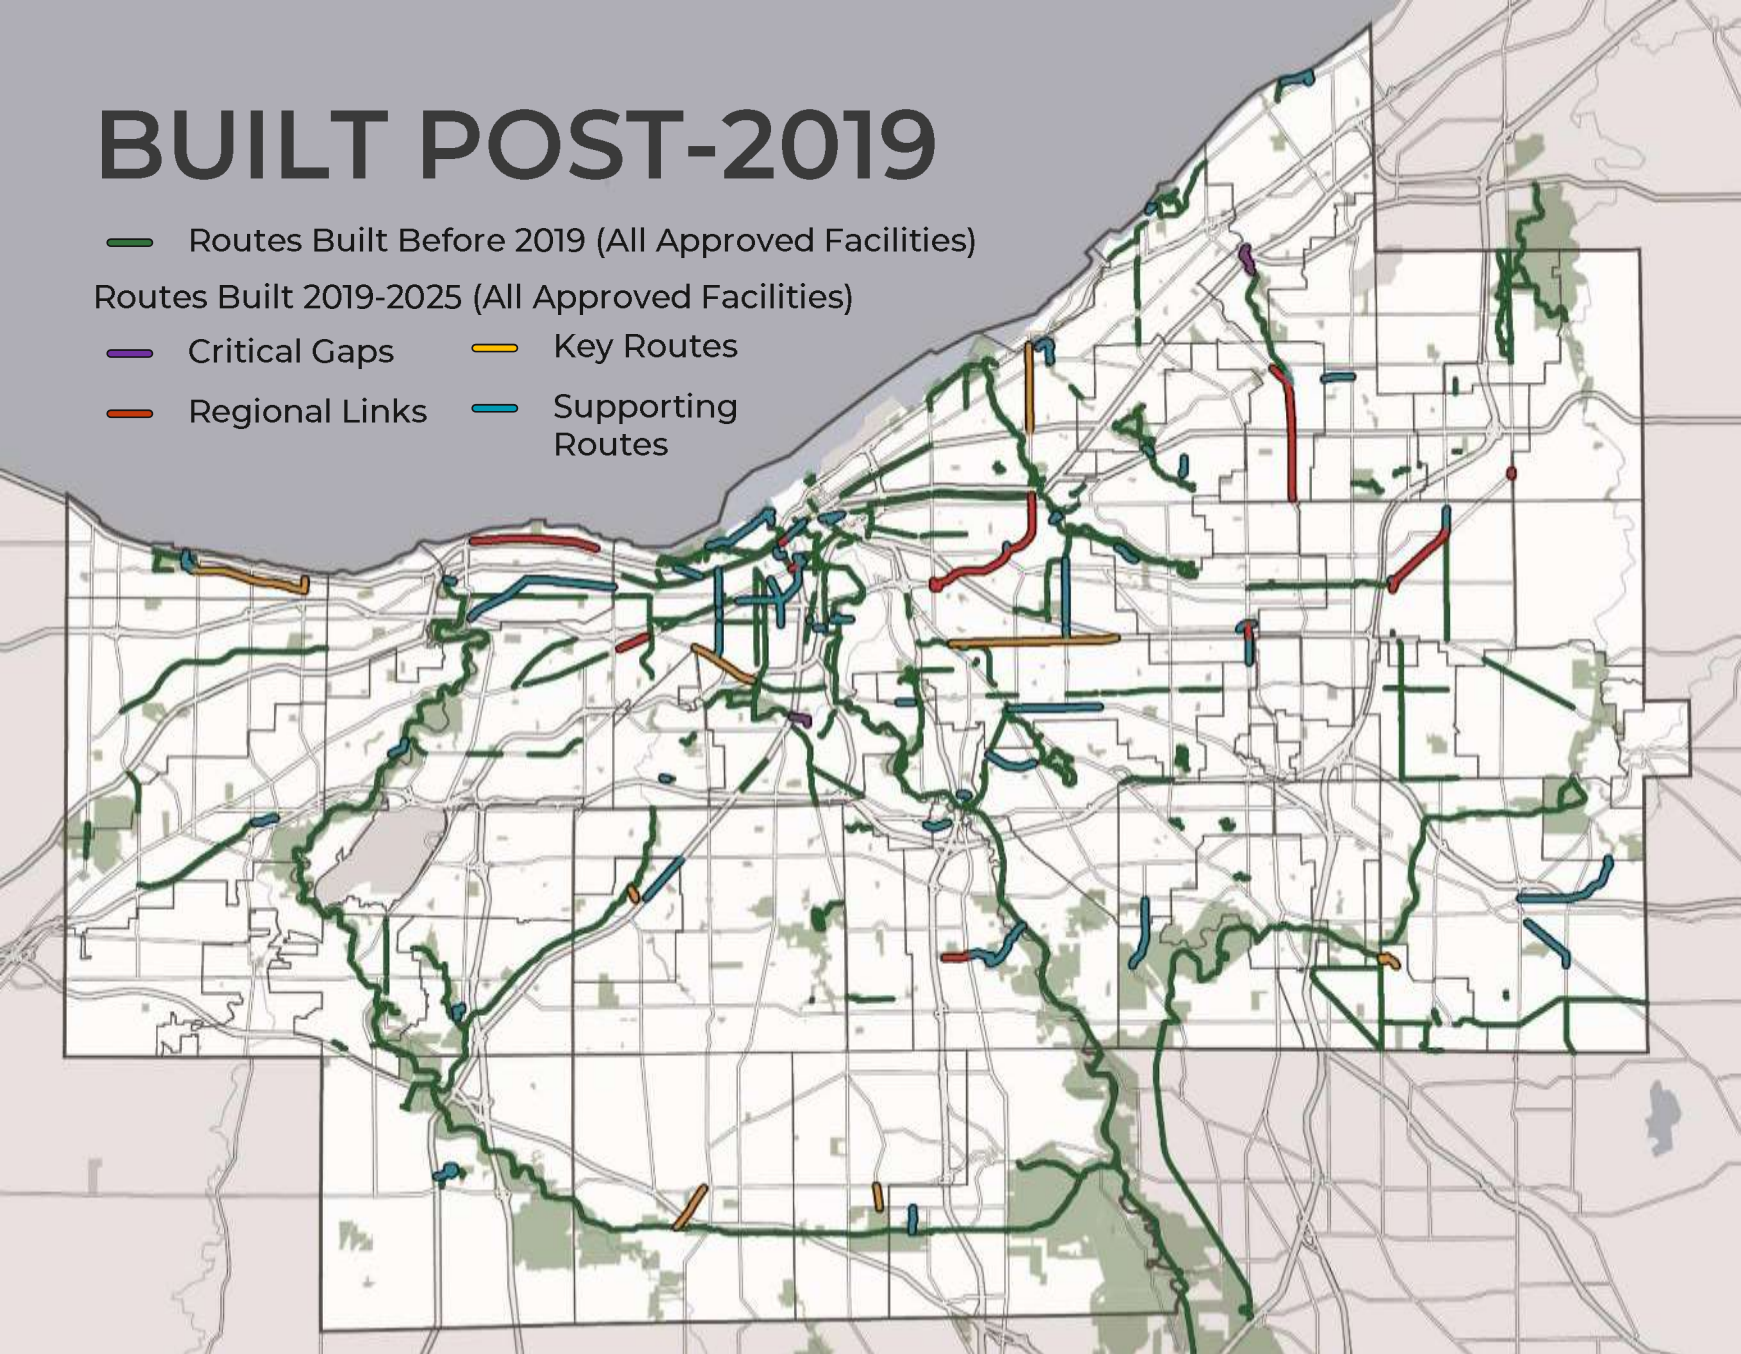 BUILT POST-2019
Routes Built Before 2019 (All Approved Facilities)
Routes Built 2019-2025 (All Approved Facilities)
Critical Gaps
Key Routes
Regional Links
Supporting
Routes